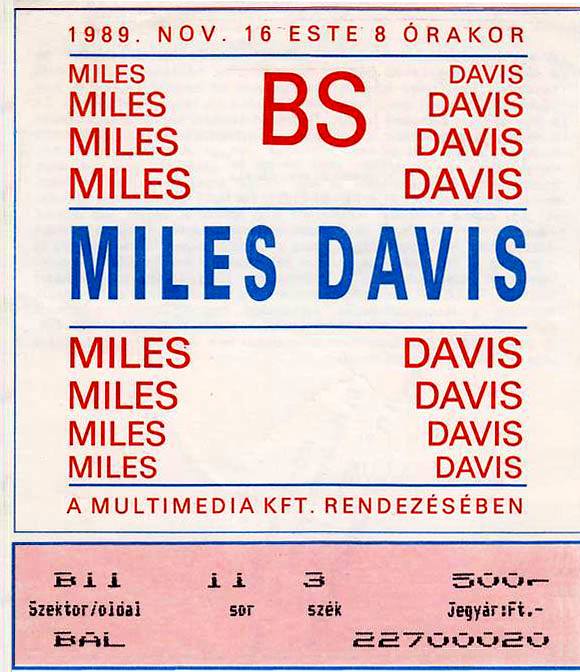 1989. NOV. 16 ESTE 8 ÓRAKOR
MILES BS DAVIS
MILES DAVIS
MILES DAVIS
MILES DAVIS
MILES DAVIS
MILES DAVIS
MILES DAVIS
MILES DAVIS
MILES DAVIS
A MULTIMEDIA KFT. RENDEZÉSÉBEN
B11 11 3 500-
Szektor/oldal sor szék Jegyár:Ft.-
BAL 22700020